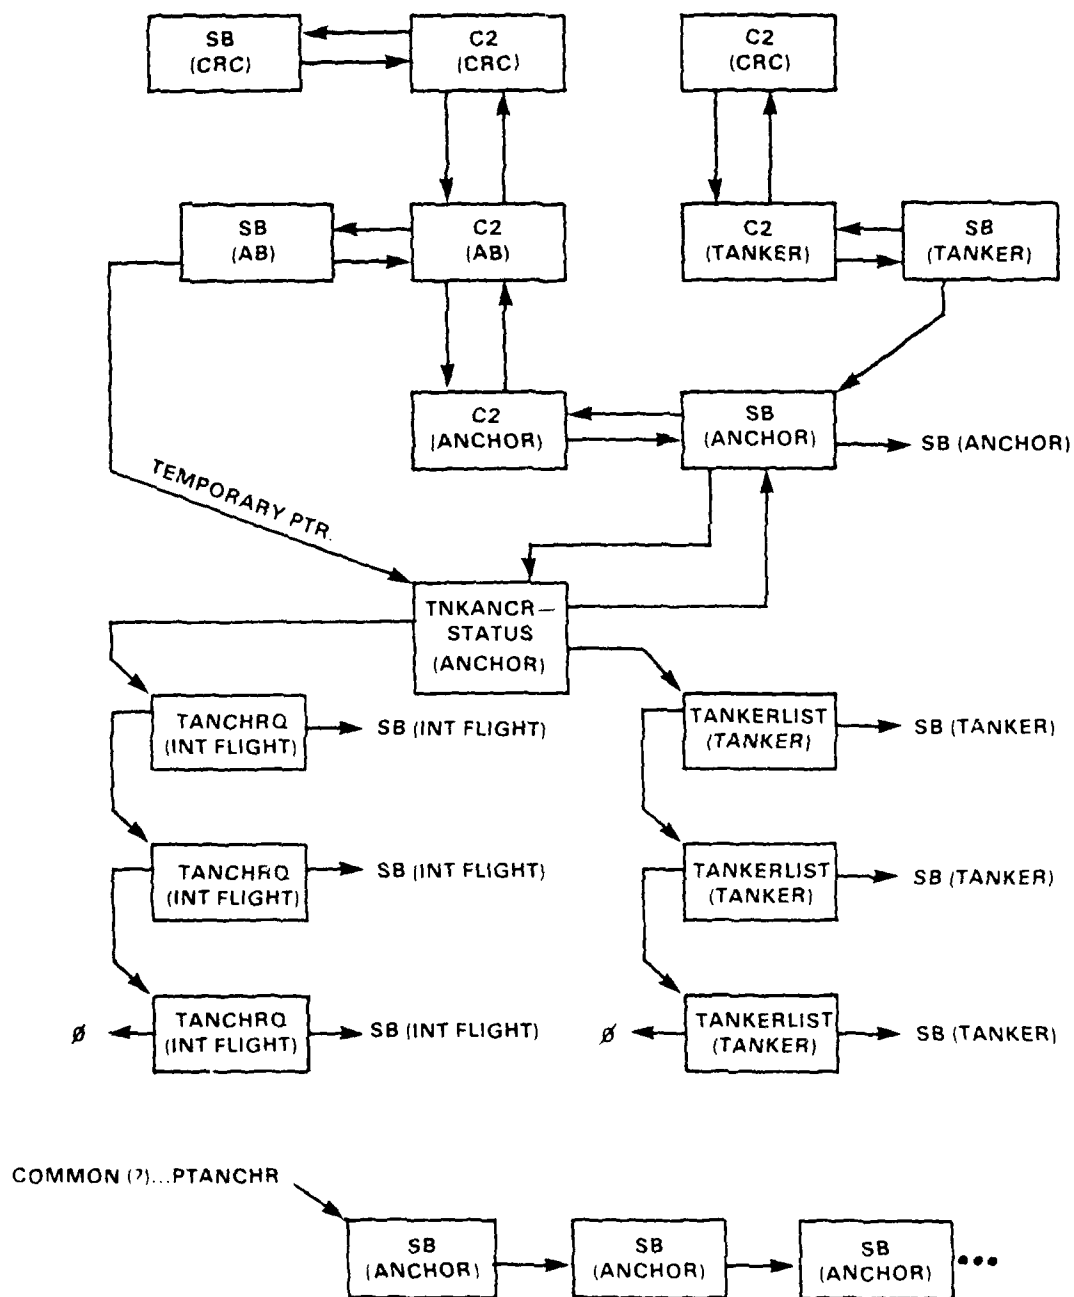 SB
(CRC)
C2
(CRC)
C2
(CRC)
SB
(AB)
C2
(AB)
C2
(TANKER)
SB
(TANKER)
C2
(ANCHOR)
SB
(ANCHOR)
SB (ANCHOR)
TEMPORARY PTR.
TNKANCR—
STATUS
(ANCHOR)
TANCHRQ
(INT FLIGHT)
SB (INT FLIGHT)
TANKERLIST
(TANKER)
SB (TANKER)
TANCHRQ
(INT FLIGHT)
SB (INT FLIGHT)
TANKERLIST
(TANKER)
SB (TANKER)
Ø
TANCHRQ
(INT FLIGHT)
SB (INT FLIGHT)
Ø
TANKERLIST
(TANKER)
SB (TANKER)
COMMON (?)...PTANCHR
SB
(ANCHOR)
SB
(ANCHOR)
SB
(ANCHOR)
•••